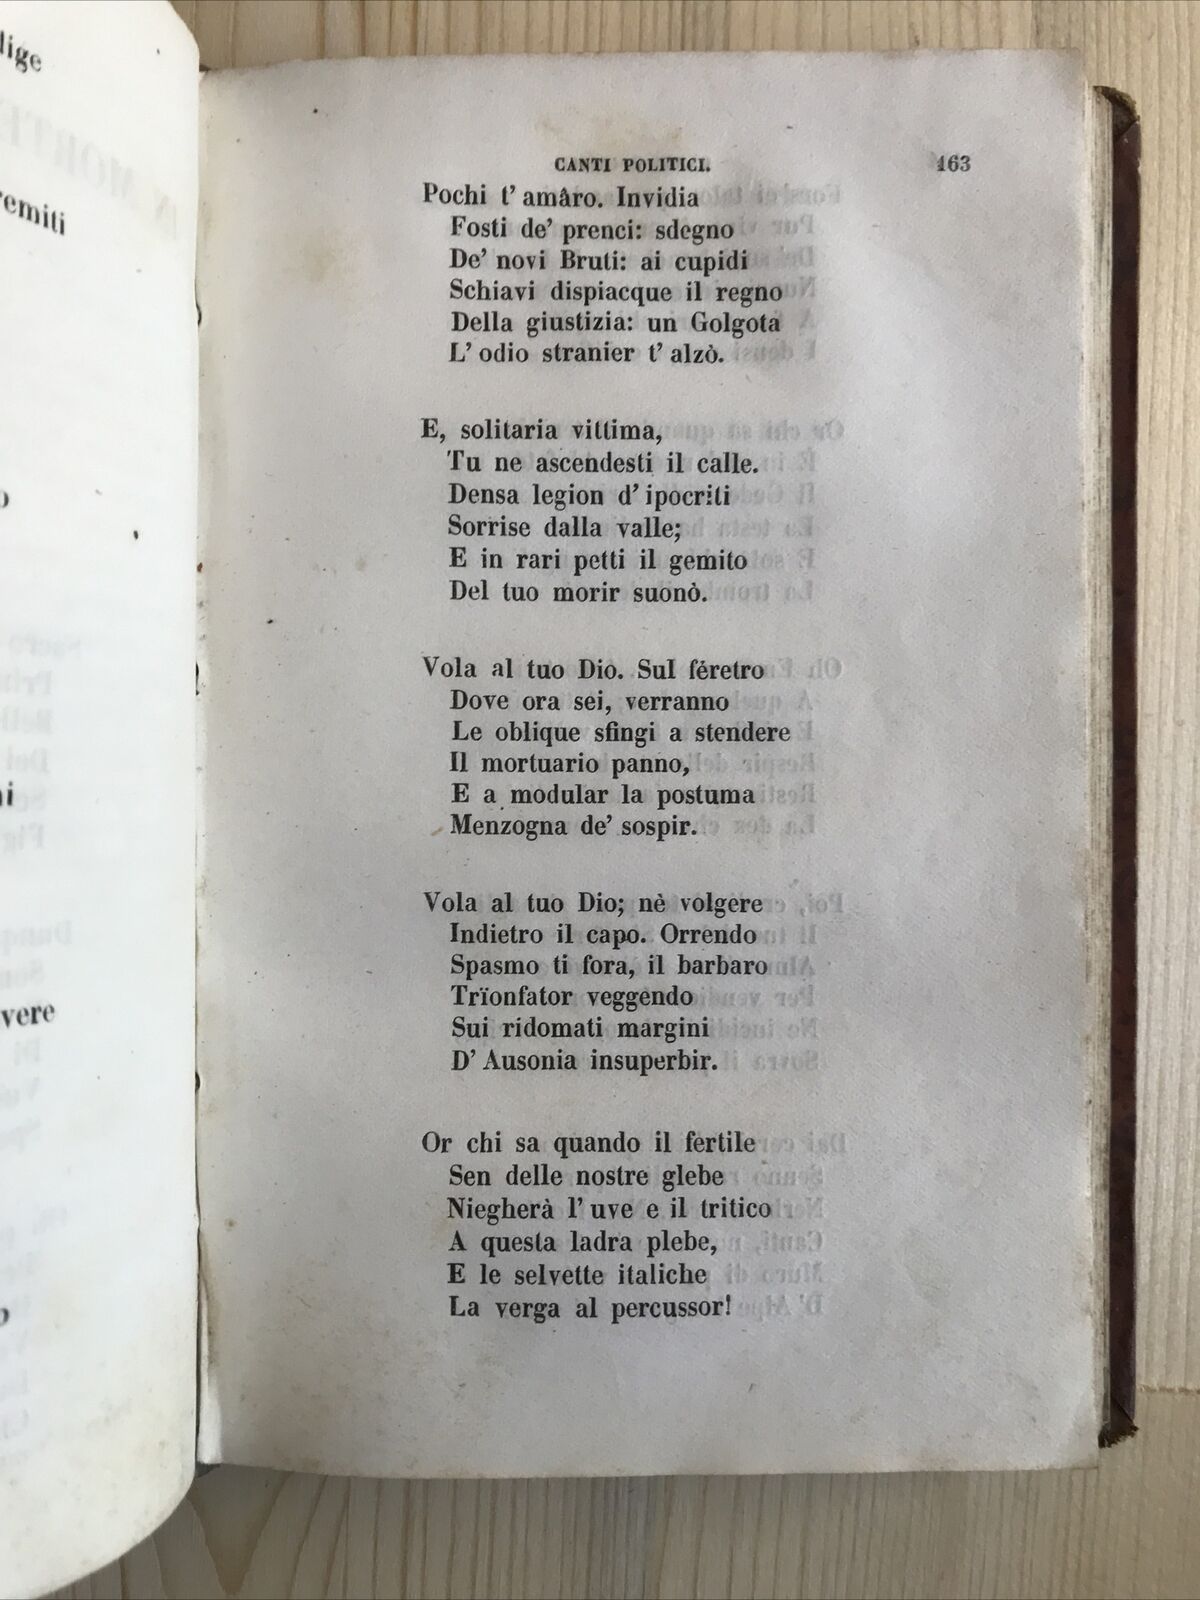 CANTI POLITICI. 163
Pochi t' amâro. Invidia
Fosti de' prenci: sdegno
De' novi Bruti: ai cupidi
Schiavi dispiacque il regno
Della giustizia: un Golgota
L' odio stranier t' alzò.
E, solitaria vittima,
Tu ne ascendesti il calle.
Densa legion d' ipocriti
Sorrise dalla valle;
E in rari petti il gemito
Del tuo morir suonò.
Vola al tuo Dio. Sul féretro
Dove ora sei, verranno
Le oblique sfingi a stendere
Il mortuario panno,
E a modular la postuma
Menzogna de' sospir.
Vola al tuo Dio; nè volgere
Indietro il capo. Orrendo
Spasmo ti fora, il barbaro
Trïonfator veggendo
Sui ridomati margini
D' Ausonia insuperbir.
Or chi sa quando il fertile
Sen delle nostre glebe
Niegherà l' uve e il tritico
A questa ladra plebe,
E le selvette italiche
La verga al percussor!